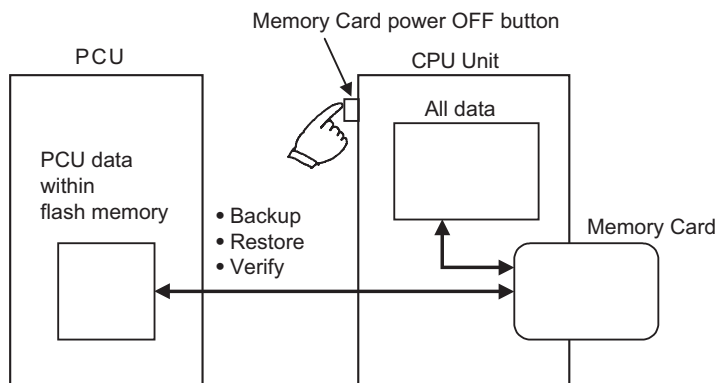 Memory Card power OFF button
PCU
CPU Unit
All data
PCU data
within
flash memory
• Backup
• Restore
• Verify
Memory Card